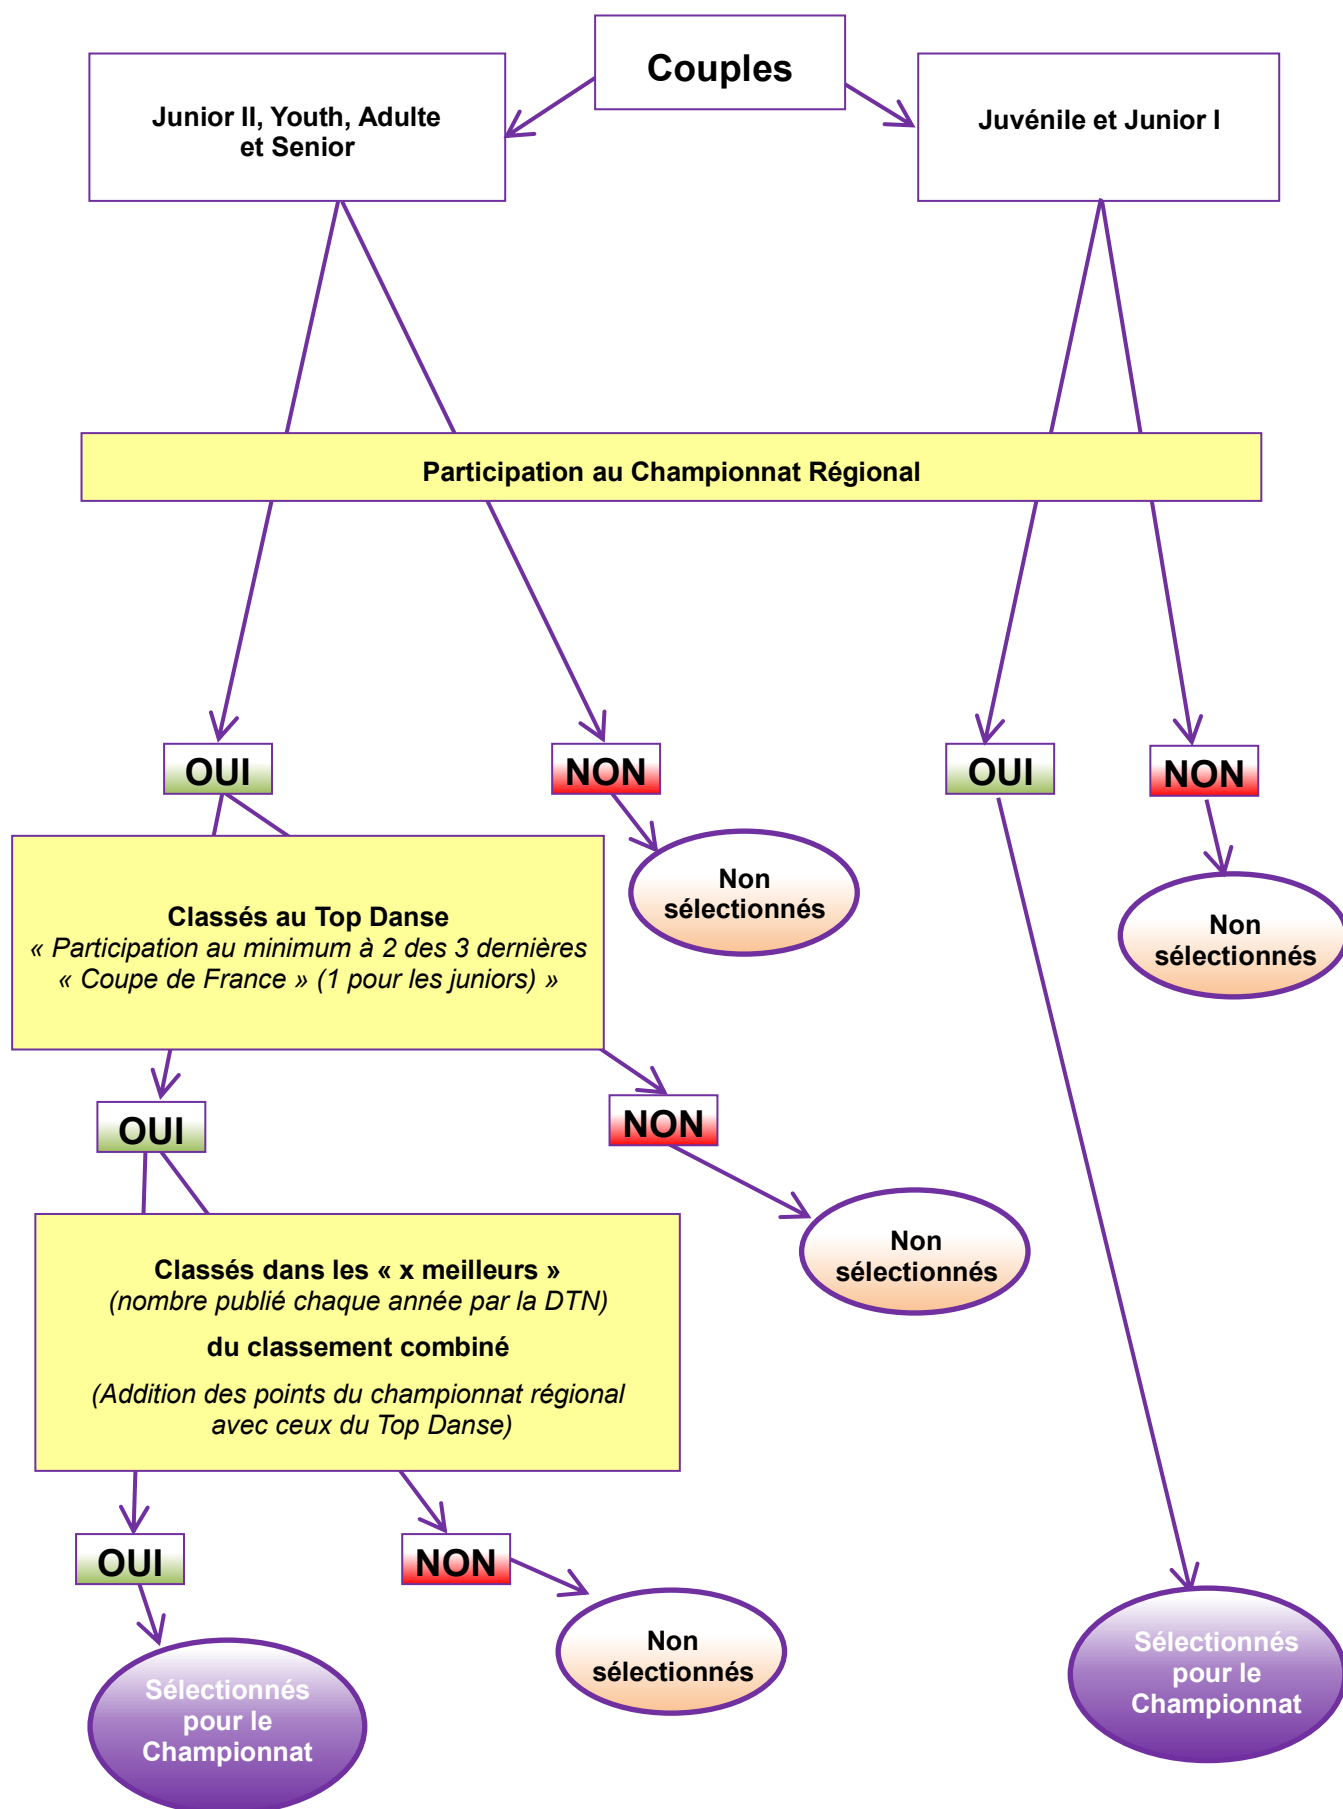 Couples
Junior II, Youth, Adulte
et Senior
Juvénile et Junior I
Participation au Championnat Régional
OUI
NON
OUI
NON
Non
sélectionnés
Non
sélectionnés
Classés au Top Danse
« Participation au minimum à 2 des 3 dernières
« Coupe de France » (1 pour les juniors) »
OUI
NON
Non
sélectionnés
Classés dans les « x meilleurs »
(nombre publié chaque année par la DTN)
du classement combiné
(Addition des points du championnat régional
avec ceux du Top Danse)
OUI
NON
Non
sélectionnés
Sélectionnés
pour le
Championnat
Sélectionnés
pour le
Championnat